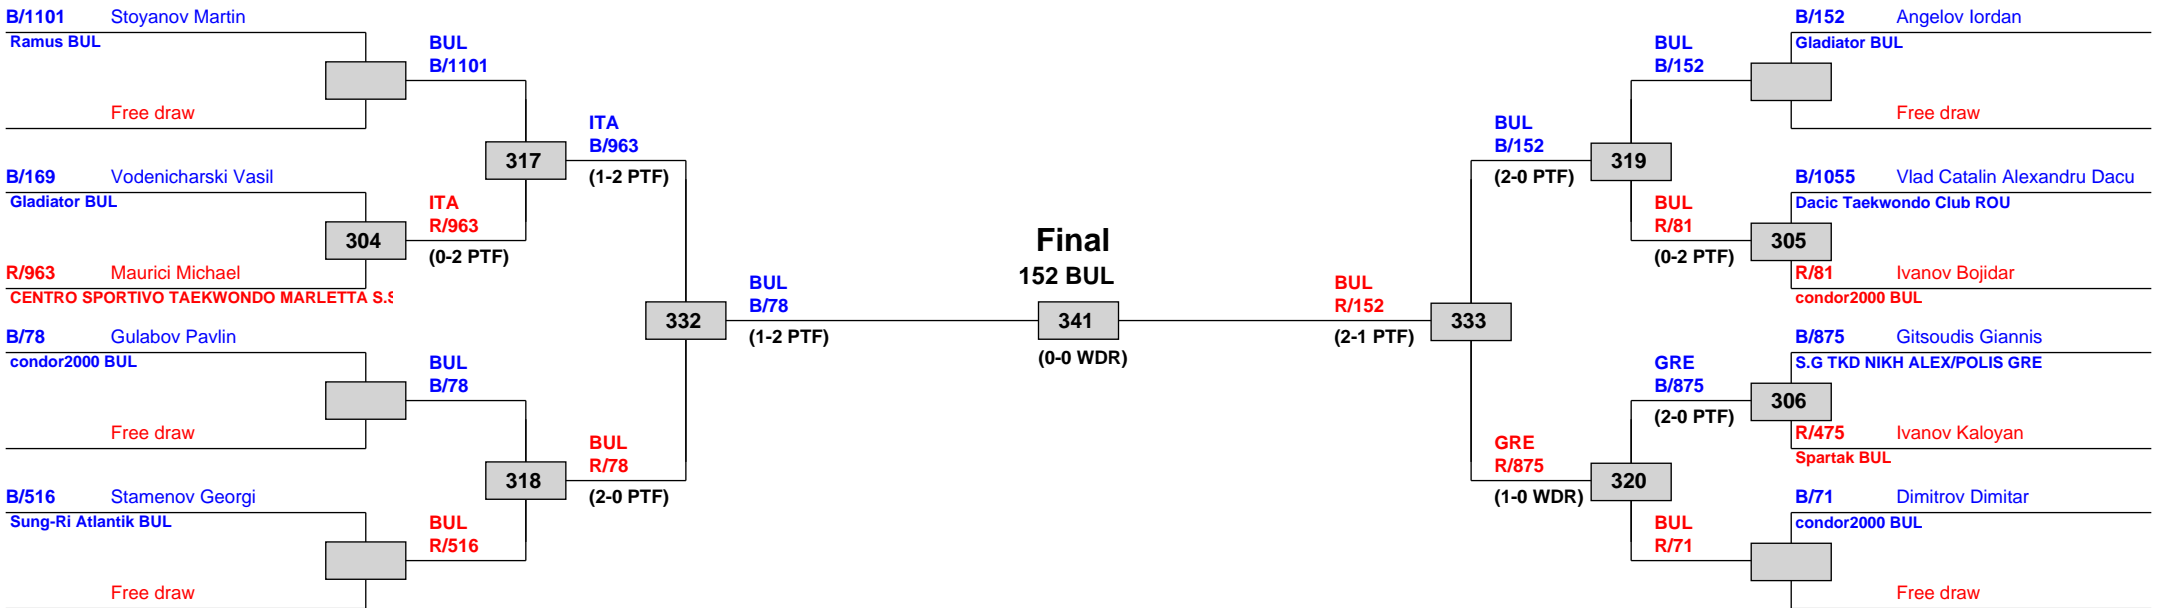 B/1101 Stoyanov Martin
Ramus BUL
Free draw
BUL
B/1101
B/169 Vodenicharski Vasil
Gladiator BUL
304
R/963 Maurici Michael
CENTRO SPORTIVO TAEKWONDO MARLETTA S.S
ITA
R/963
(0-2 PTF)
317
ITA
B/963
(1-2 PTF)
B/78 Gulabov Pavlin
condor2000 BUL
Free draw
BUL
B/78
B/516 Stamenov Georgi
Sung-Ri Atlantik BUL
Free draw
BUL
R/516
318
BUL
R/78
(2-0 PTF)
332
BUL
B/78
(1-2 PTF)
Final
152 BUL
341
(0-0 WDR)
BUL
R/152
(2-1 PTF)
333
BUL
B/152
(2-0 PTF)
319
BUL
B/152
B/152 Angelov Iordan
Gladiator BUL
Free draw
BUL
R/81
(0-2 PTF)
305
B/1055 Vlad Catalin Alexandru Dacu
Dacic Taekwondo Club ROU
R/81 Ivanov Bojidar
condor2000 BUL
GRE
R/875
(1-0 WDR)
320
GRE
B/875
(2-0 PTF)
306
B/875 Gitsoudis Giannis
S.G TKD NIKH ALEX/POLIS GRE
R/475 Ivanov Kaloyan
Spartak BUL
BUL
R/71
B/71 Dimitrov Dimitar
condor2000 BUL
Free draw